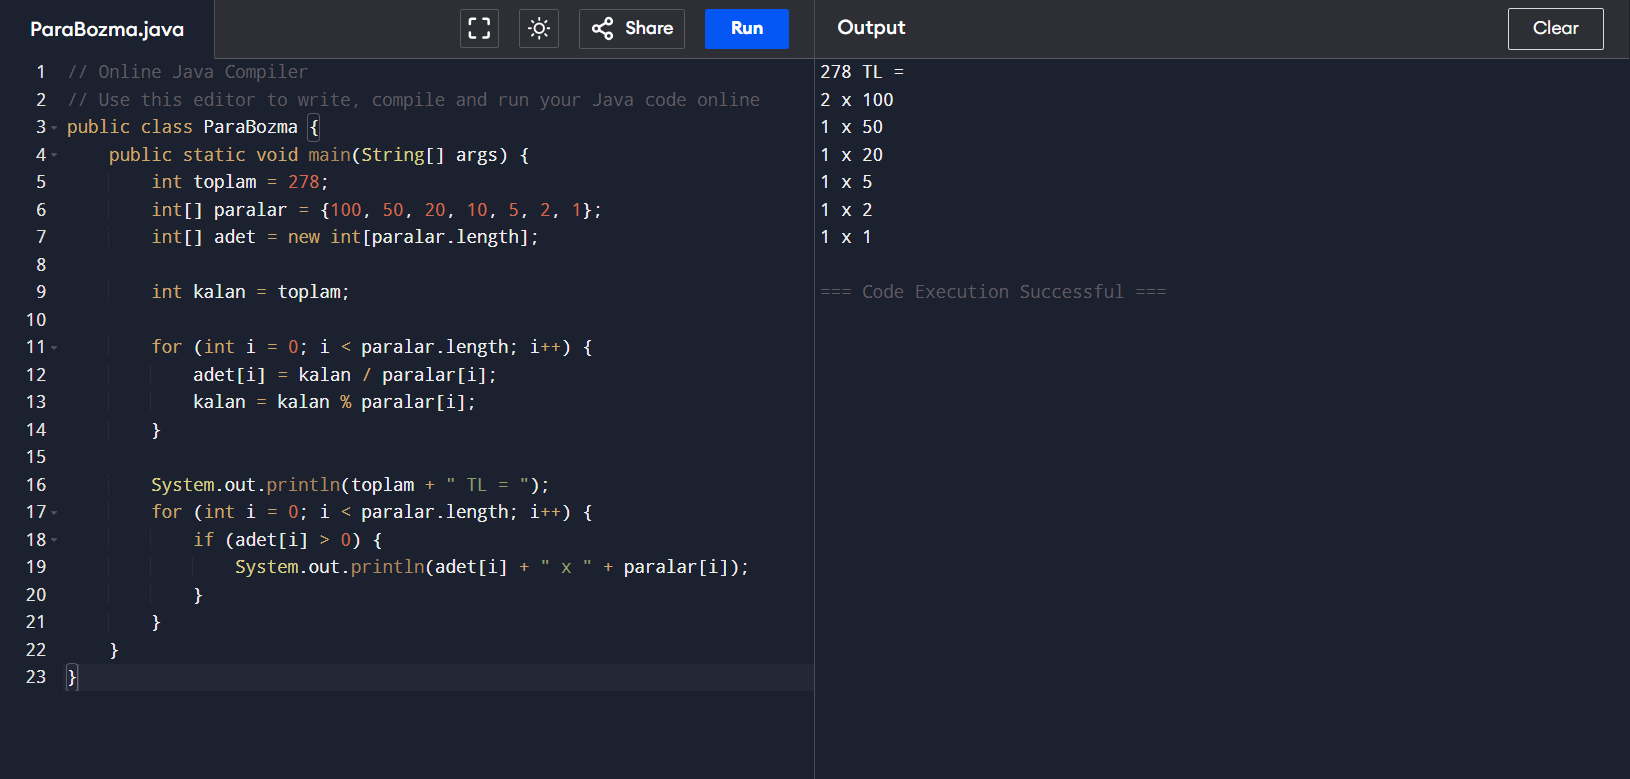 ParaBozma.java
Share
Run
Output
Clear
1 // Online Java Compiler
2 // Use this editor to write, compile and run your Java code online
3 public class ParaBozma {
4     public static void main(String[] args) {
5         int toplam = 278;
6         int[] paralar = {100, 50, 20, 10, 5, 2, 1};
7         int[] adet = new int[paralar.length];
8
9         int kalan = toplam;
10
11         for (int i = 0; i < paralar.length; i++) {
12             adet[i] = kalan / paralar[i];
13             kalan = kalan % paralar[i];
14         }
15
16         System.out.println(toplam + " TL = ");
17         for (int i = 0; i < paralar.length; i++) {
18             if (adet[i] > 0) {
19                 System.out.println(adet[i] + " x " + paralar[i]);
20             }
21         }
22     }
23 }
278 TL =
2 x 100
1 x 50
1 x 20
1 x 5
1 x 2
1 x 1
=== Code Execution Successful ===